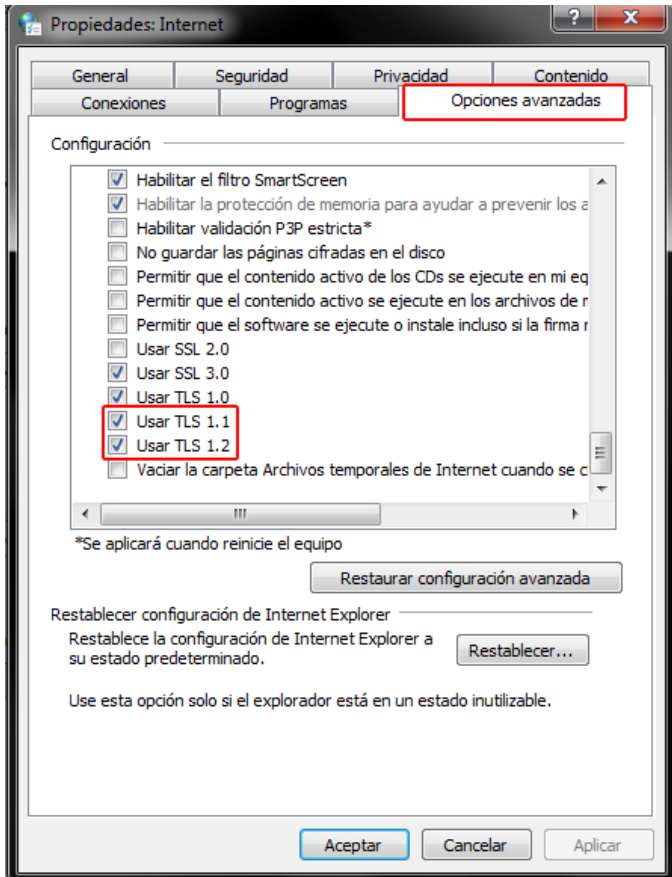 Propiedades: Internet
General Seguridad Privacidad Contenido
Conexiones Programas Opciones avanzadas
Configuración
Habilitar el filtro SmartScreen
Habilitar la protección de memoria para ayudar a prevenir los a
Habilitar validación P3P estricta*
No guardar las páginas cifradas en el disco
Permitir que el contenido activo de los CDs se ejecute en mi eq
Permitir que el contenido activo se ejecute en los archivos de r
Permitir que el software se ejecute o instale incluso si la firma r
Usar SSL 2.0
Usar SSL 3.0
Usar TLS 1.0
Usar TLS 1.1
Usar TLS 1.2
Vaciar la carpeta Archivos temporales de Internet cuando se c
*Se aplicará cuando reinicie el equipo
Restaurar configuración avanzada
Restablecer configuración de Internet Explorer
Restablece la configuración de Internet Explorer a
su estado predeterminado.
Restablecer...
Use esta opción solo si el explorador está en un estado inutilizable.
Aceptar Cancelar Aplicar